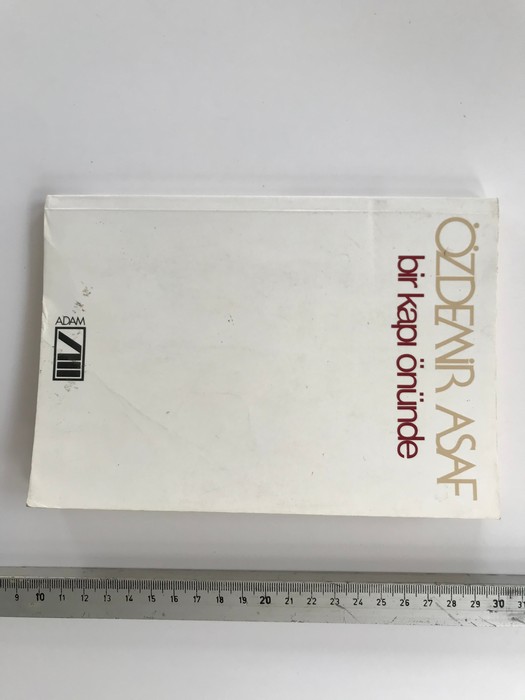 ÖZDEMİR ASAF
bir kapı önünde
ADAM
9 10 11 12 13 14 15 16 17 18 19 20 21 22 23 24 25 26 27 28 29 30 31